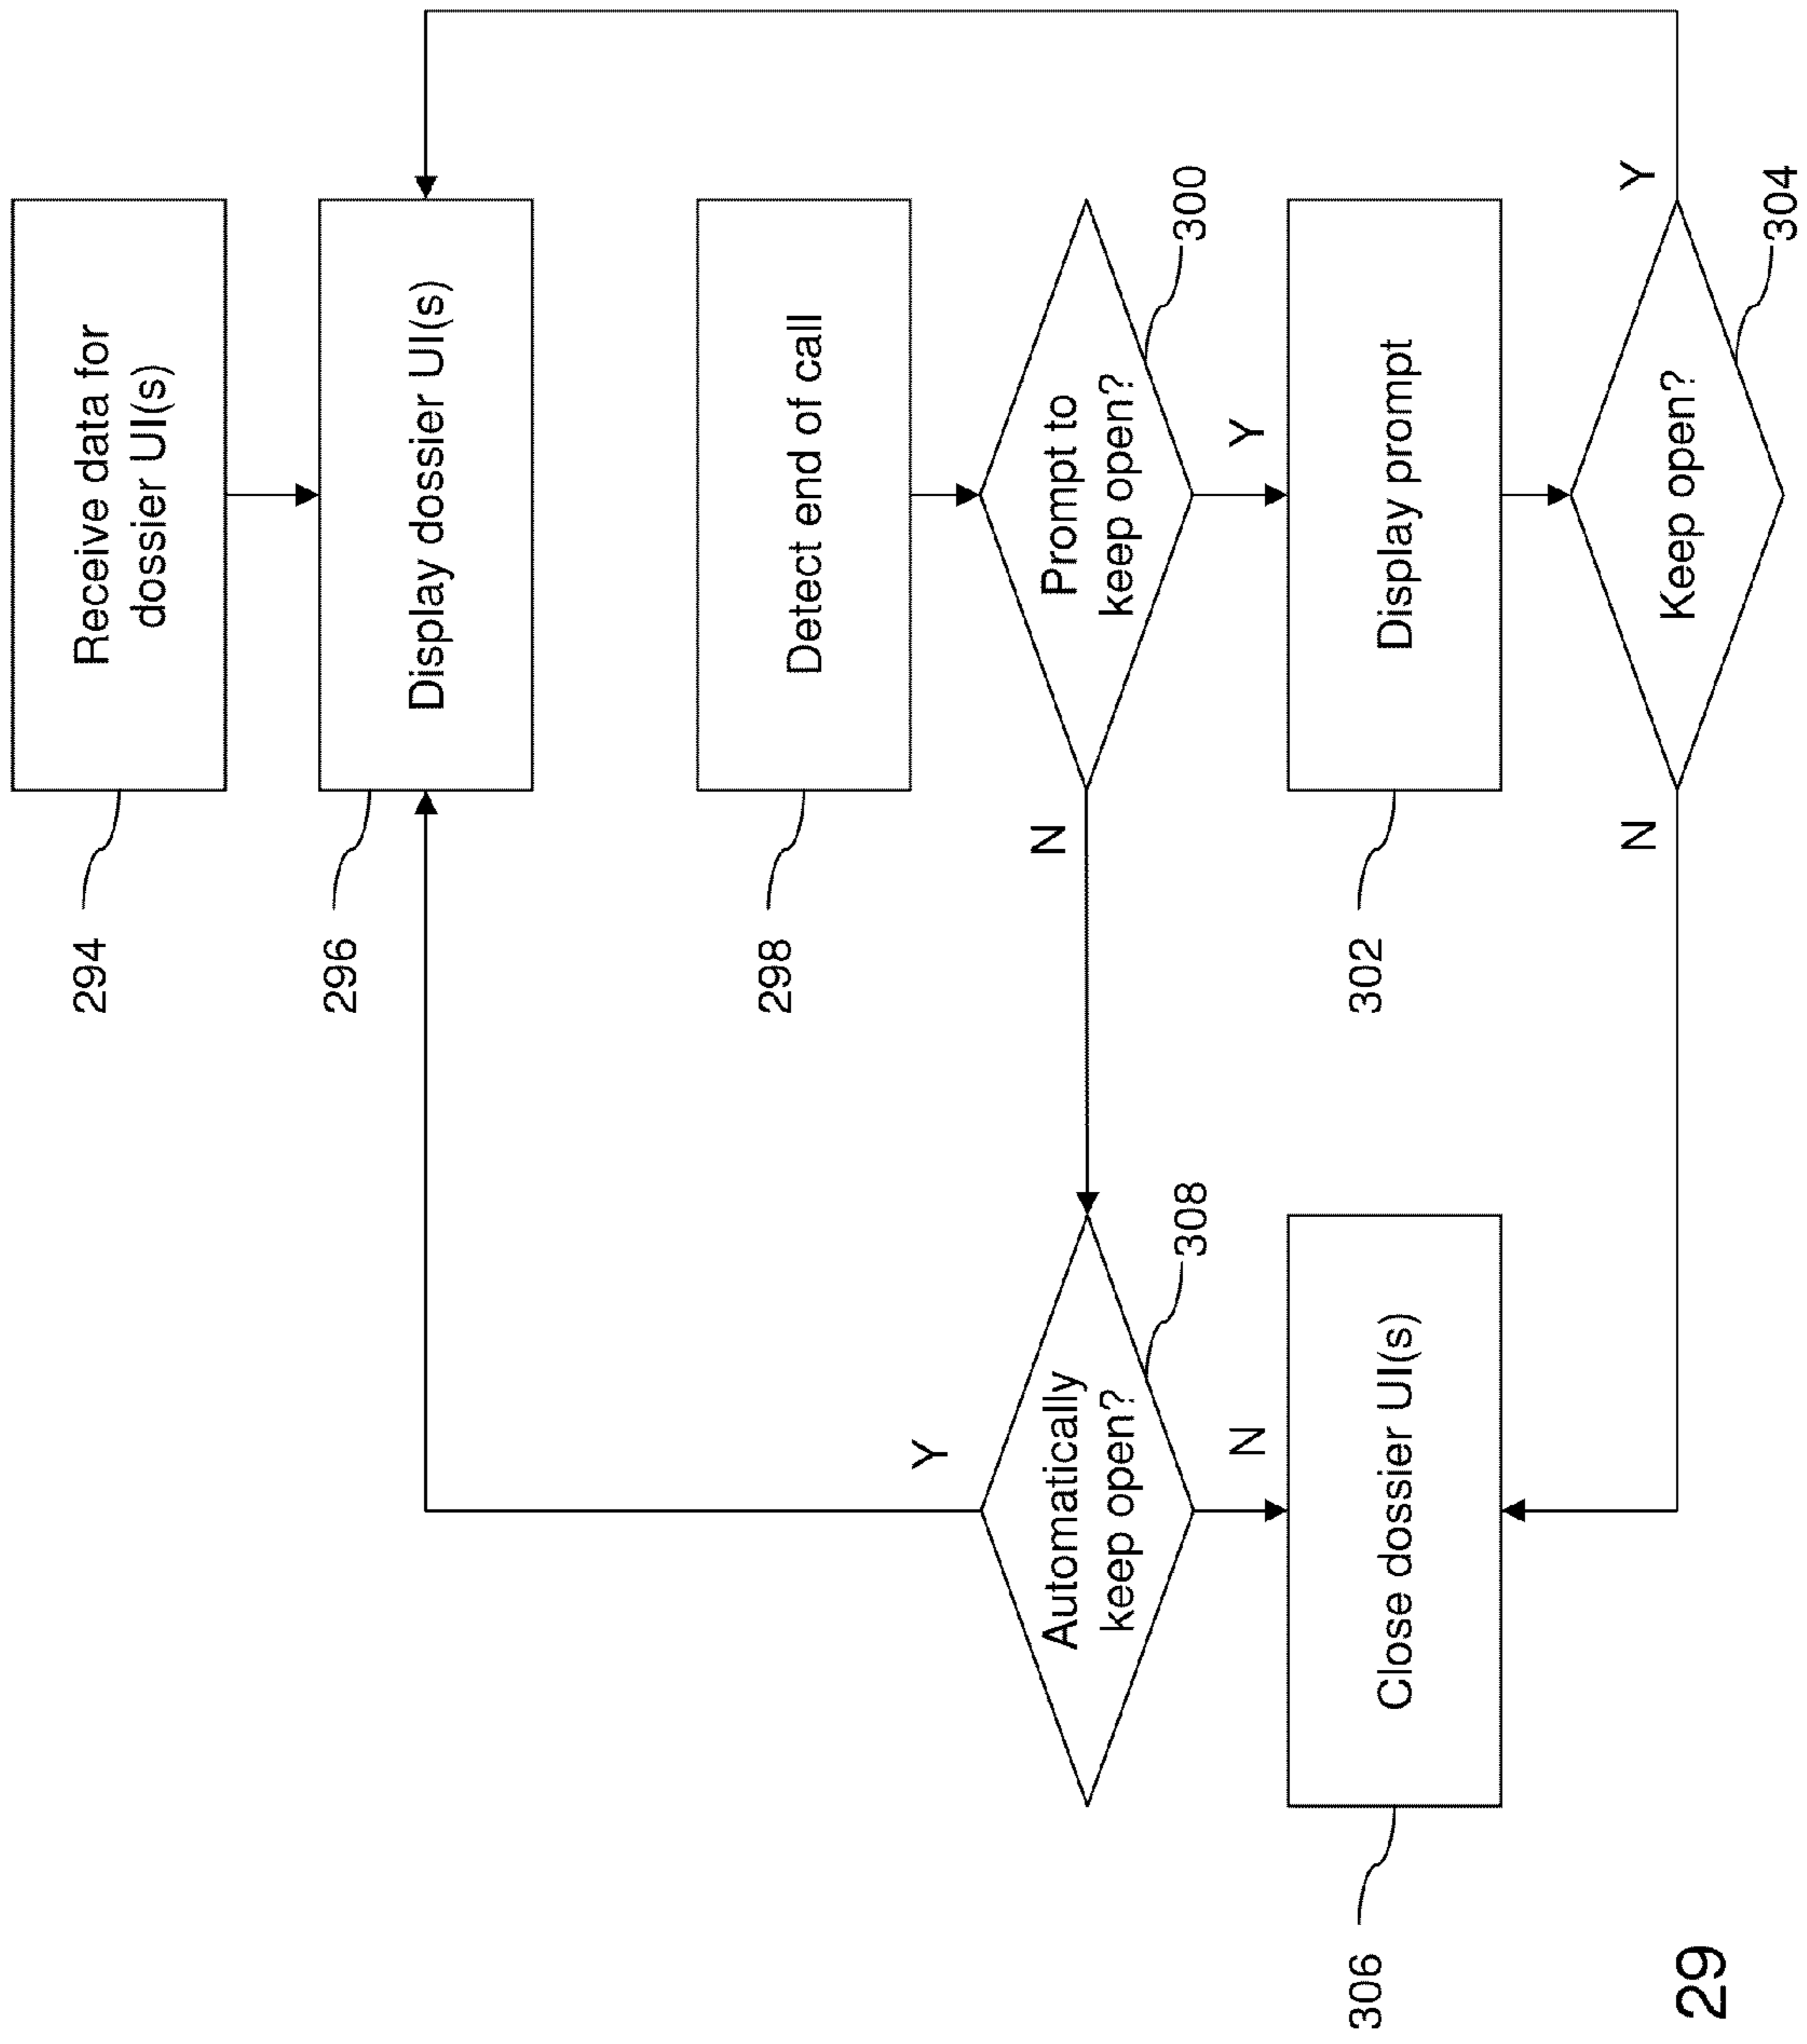 294
Receive data for
dossier UI(s)
296
Display dossier UI(s)
298
Detect end of call
Prompt to
keep open?
300
N
Y
Y
Automatically
keep open?
308
N
302
Display prompt
306
Close dossier UI(s)
Keep open?
304
N
Y
29